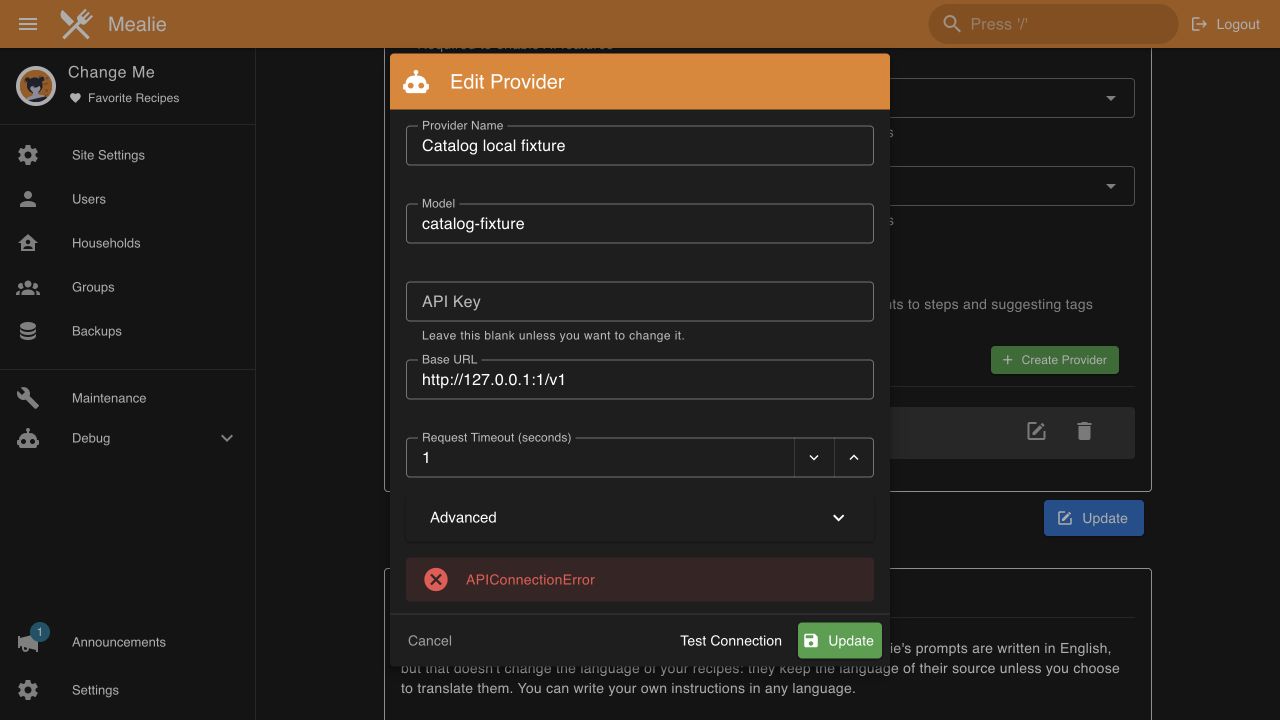 Mealie
Press '/'
Logout
Change Me
Favorite Recipes
Site Settings
Users
Households
Groups
Backups
Maintenance
Debug
1
Announcements
Settings
Edit Provider
Provider Name
Catalog local fixture
Model
catalog-fixture
API Key
Leave this blank unless you want to change it.
Base URL
http://127.0.0.1:1/v1
Request Timeout (seconds)
1
Advanced
APIConnectionError
Cancel
Test Connection
Update
to steps and suggesting tags
Create Provider
Update
prompts are written in English,
but that doesn't change the language of your recipes: they keep the language of their source unless you choose
to translate them. You can write your own instructions in any language.